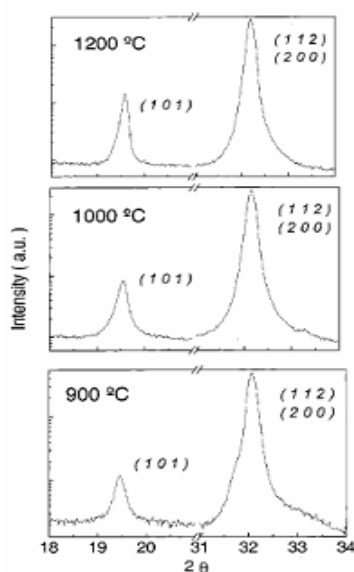 1200 ºC
(112)
(200)
(101)
1000 ºC
(112)
(200)
(101)
Intensity (a.u.)
900 ºC
(112)
(200)
(101)
18 19 20 31 32 33 34
2 θ